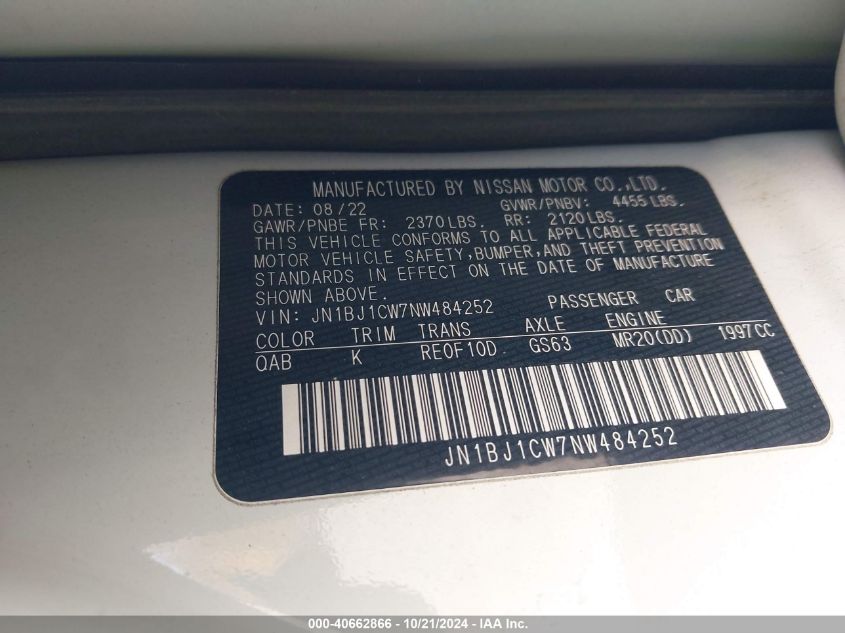 MANUFACTURED BY NISSAN MOTOR CO.,LTD.
DATE: 08/22 GVWR/PNBV: 4455 LBS.
GAWR/PNBE FR: 2370 LBS. RR: 2120 LBS.
THIS VEHICLE CONFORMS TO ALL APPLICABLE FEDERAL
MOTOR VEHICLE SAFETY, BUMPER, AND THEFT PREVENTION
STANDARDS IN EFFECT ON THE DATE OF MANUFACTURE
SHOWN ABOVE.
VIN: JN1BJ1CW7NW484252 PASSENGER CAR
COLOR TRIM TRANS AXLE ENGINE
QAB K RE0F10D GS63 MR20(DD) 1997CC
JN1BJ1CW7NW484252
000-40662866 - 10/21/2024 - IAA Inc.